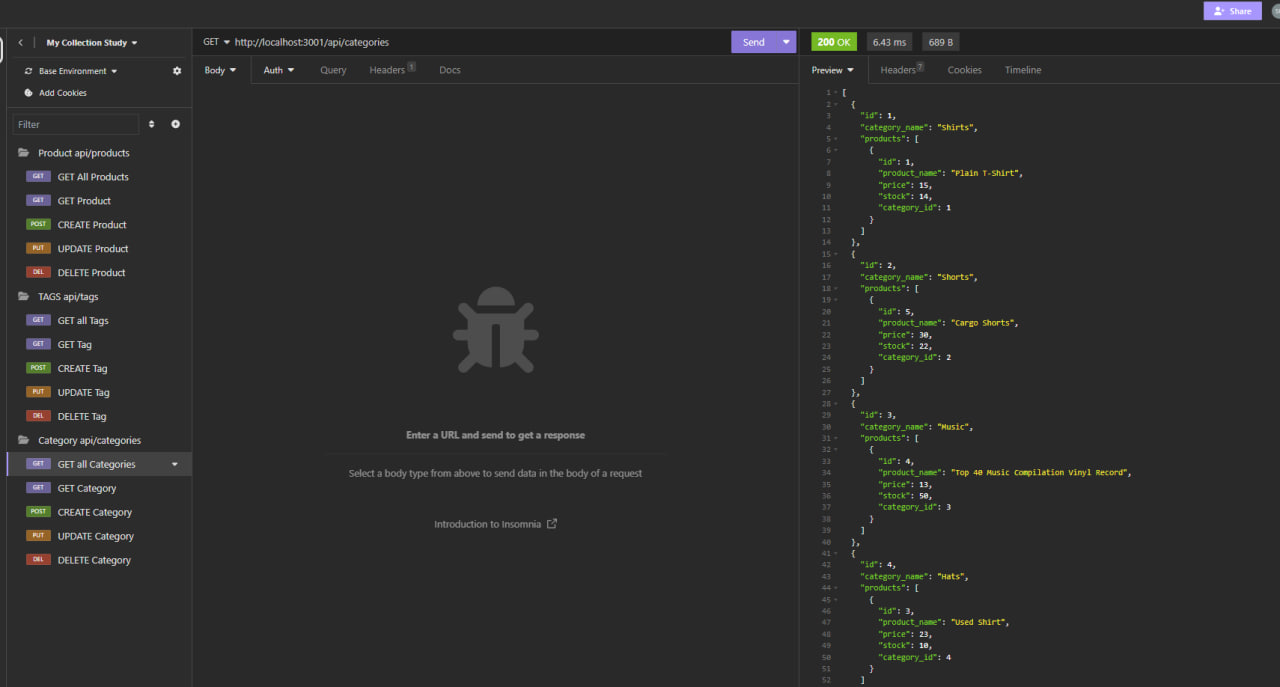 Share
My Collection Study
Base Environment
Add Cookies
Filter
Product api/products
GET GET All Products
GET GET Product
POST CREATE Product
PUT UPDATE Product
DEL DELETE Product
TAGS api/tags
GET GET all Tags
GET GET Tag
POST CREATE Tag
PUT UPDATE Tag
DEL DELETE Tag
Category api/categories
GET GET all Categories
GET GET Category
POST CREATE Category
PUT UPDATE Category
DEL DELETE Category
GET http://localhost:3001/api/categories
Send
Body Auth Query Headers 1 Docs
Enter a URL and send to get a response
Select a body type from above to send data in the body of a request
Introduction to Insomnia
200 OK 6.43 ms 689 B
Preview Headers 7 Cookies Timeline
1 [
2 {
3 "id": 1,
4 "category_name": "Shirts",
5 "products": [
6 {
7 "id": 1,
8 "product_name": "Plain T-Shirt",
9 "price": 15,
10 "stock": 14,
11 "category_id": 1
12 }
13 ]
14 },
15 {
16 "id": 2,
17 "category_name": "Shorts",
18 "products": [
19 {
20 "id": 5,
21 "product_name": "Cargo Shorts",
22 "price": 30,
23 "stock": 22,
24 "category_id": 2
25 }
26 ]
27 },
28 {
29 "id": 3,
30 "category_name": "Music",
31 "products": [
32 {
33 "id": 4,
34 "product_name": "Top 40 Music Compilation Vinyl Record",
35 "price": 13,
36 "stock": 50,
37 "category_id": 3
38 }
39 ]
40 },
41 {
42 "id": 4,
43 "category_name": "Hats",
44 "products": [
45 {
46 "id": 3,
47 "product_name": "Used Shirt",
48 "price": 23,
49 "stock": 10,
50 "category_id": 4
51 }
52 ]